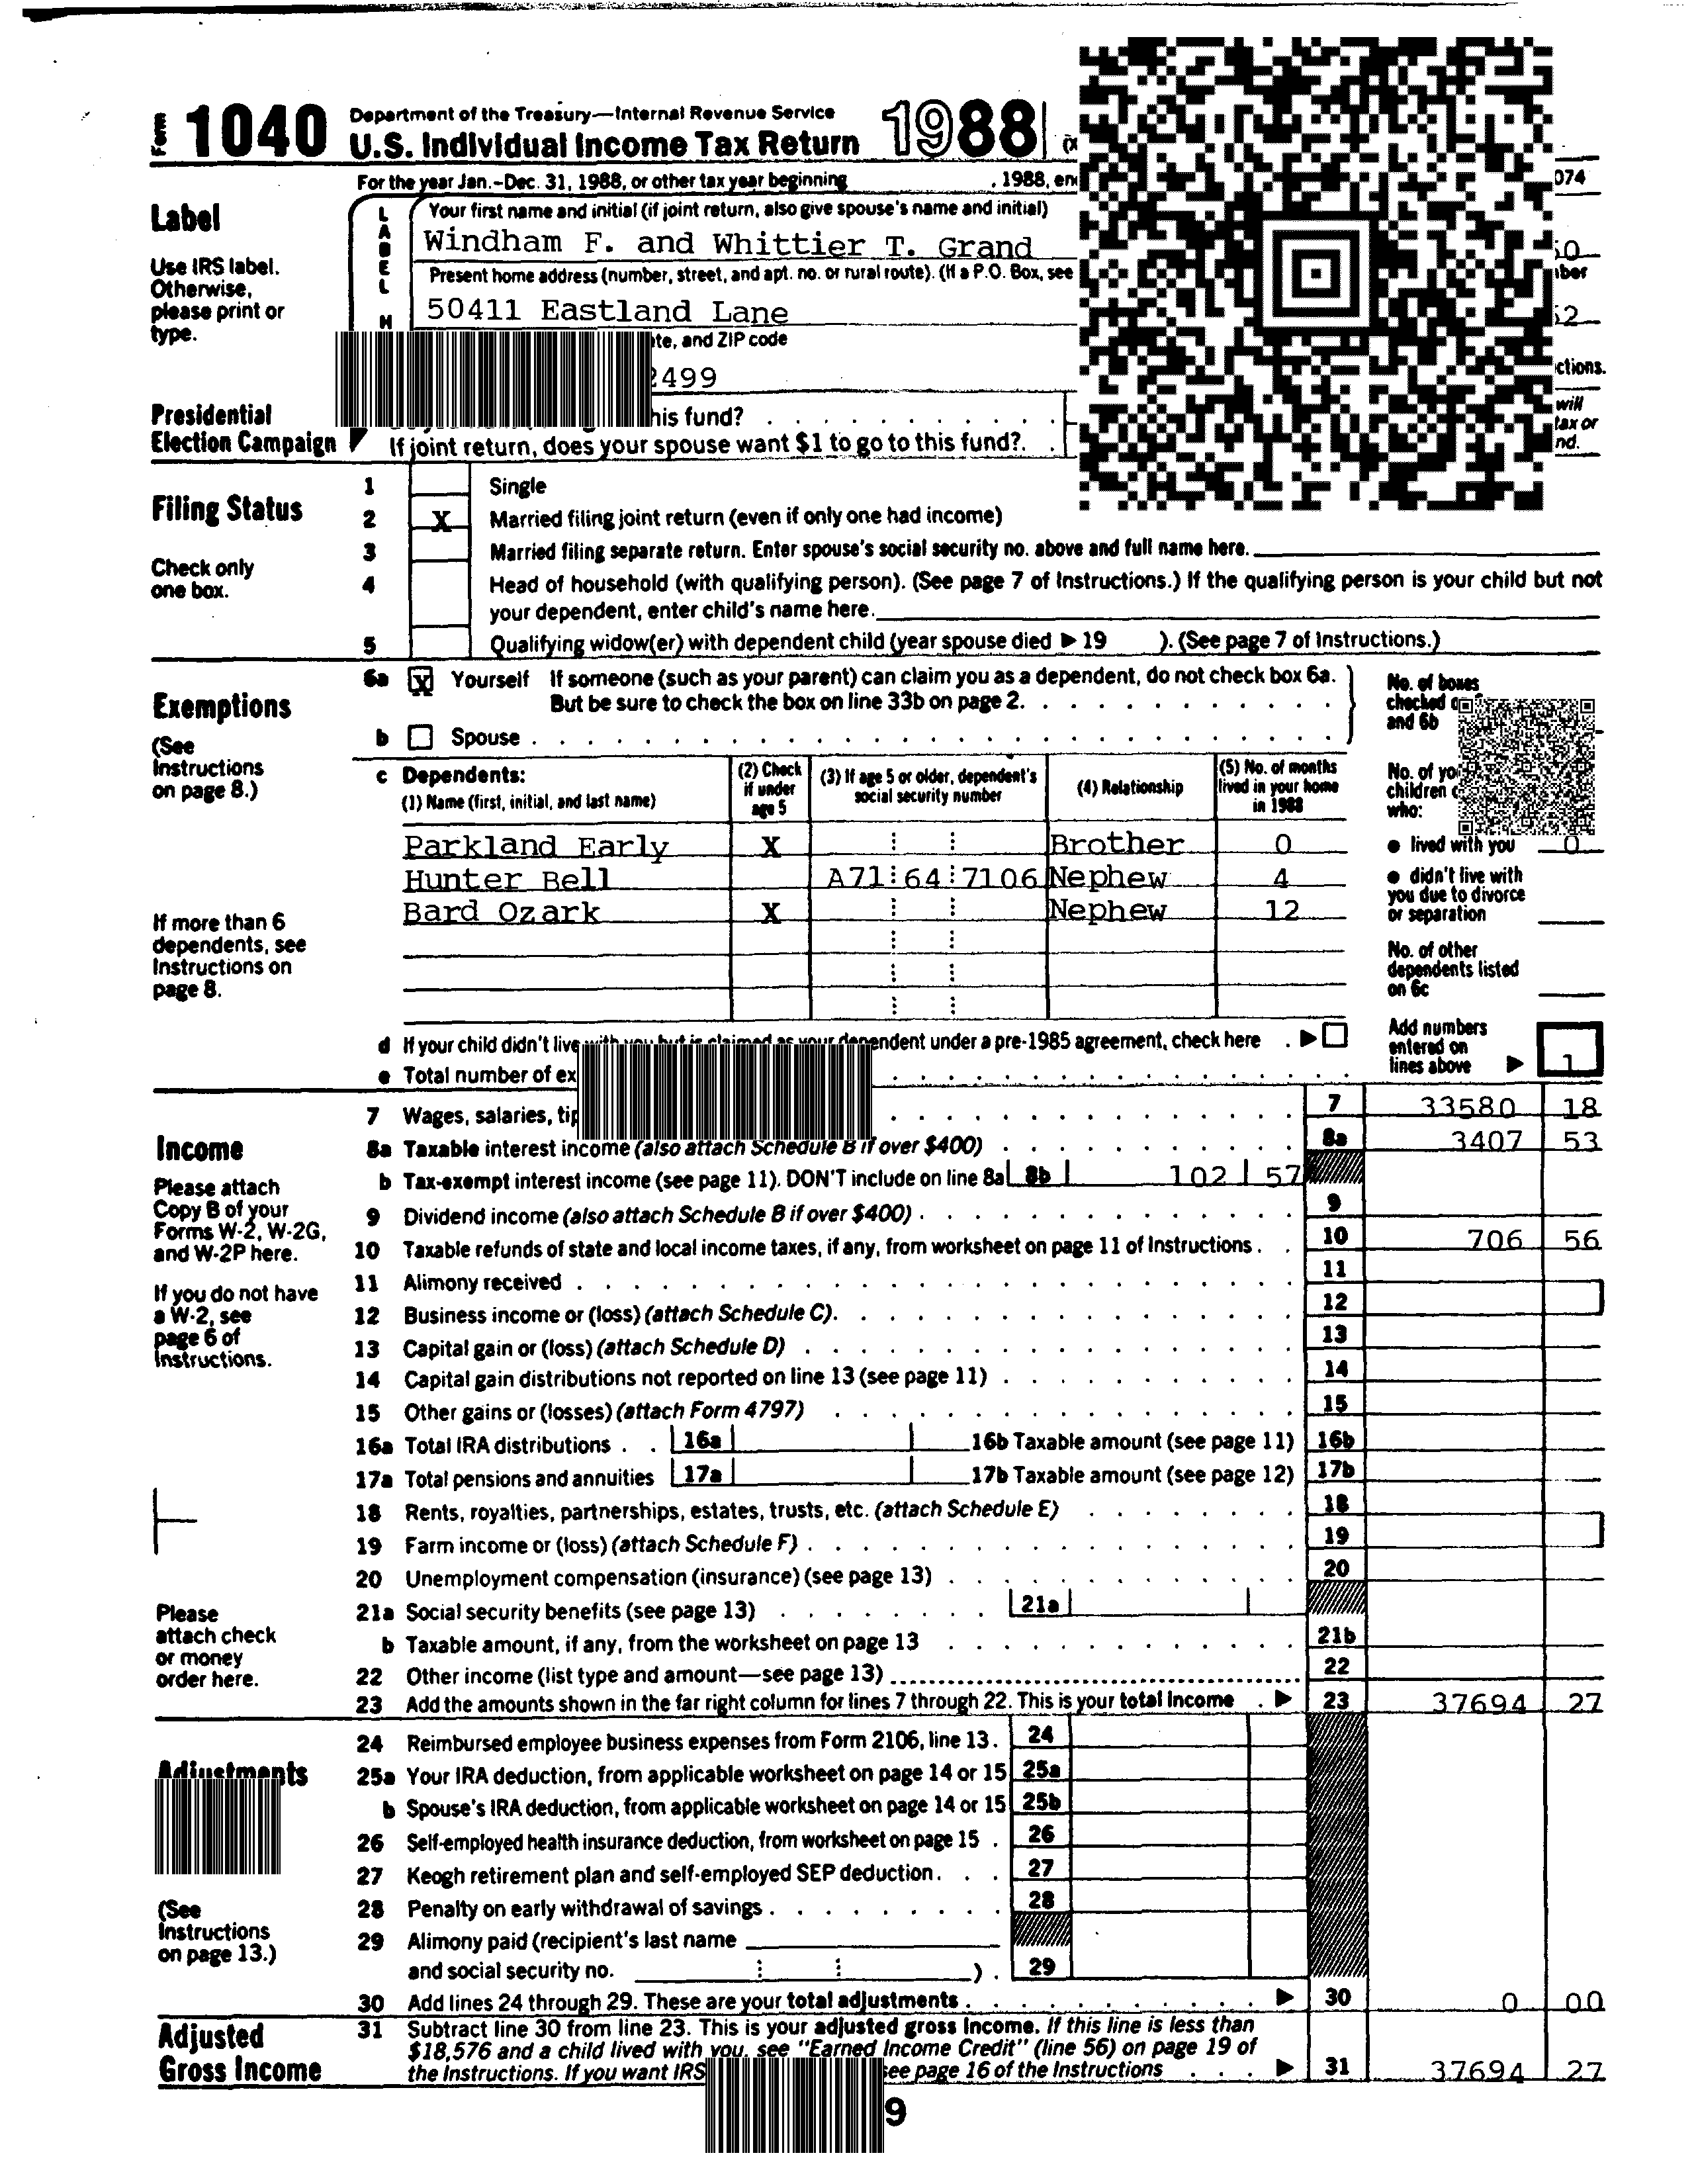 Form 1040 Department of the Treasury—Internal Revenue Service
U.S. Individual Income Tax Return 1988
For the year Jan.-Dec. 31, 1988, or other tax year beginning , 1988, 074
Label
Use IRS label. Otherwise, please print or type.
LABEL H
Your first name and initial (if joint return, also give spouse's name and initial)
Windham F. and Whittier T. Grand
Present home address (number, street, and apt. no. or rural route). (If a P.O. Box, see
50411 Eastland Lane
and ZIP code
2499
ctions.
Presidential Election Campaign
his fund? will
tax or
If joint return, does your spouse want $1 to go to this fund?. nd.
Filing Status
Check only one box.
1 Single
2 X Married filing joint return (even if only one had income)
3 Married filing separate return. Enter spouse's social security no. above and full name here.
4 Head of household (with qualifying person). (See page 7 of Instructions.) If the qualifying person is your child but not
your dependent, enter child's name here.
5 Qualifying widow(er) with dependent child (year spouse died ▶ 19 ). (See page 7 of Instructions.)
Exemptions
(See Instructions on page 8.)
6a X Yourself If someone (such as your parent) can claim you as a dependent, do not check box 6a.
But be sure to check the box on line 33b on page 2.
b Spouse
No. of boxes
checked
and 6b
c Dependents:
(1) Name (first, initial, and last name)
(2) Check if under age 5
(3) If age 5 or older, dependent's social security number
(4) Relationship
(5) No. of months lived in your home in 1988
Parkland Early X Brother 0
Hunter Bell A71 64 7106 Nephew 4
Bard Ozark X Nephew 12
If more than 6 dependents, see Instructions on page 8.
No. of
children
who:
● lived with you 0
● didn't live with you due to divorce or separation
No. of other dependents listed on 6c
d If your child didn't live with you but is claimed as your dependent under a pre-1985 agreement, check here . ▶
e Total number of
Add numbers entered on lines above ▶ 1
Income
Please attach Copy B of your Forms W-2, W-2G, and W-2P here.
If you do not have a W-2, see page 6 of Instructions.
Please attach check or money order here.
7 Wages, salaries, 7 33580 18
8a Taxable interest income (also attach Schedule B if over $400) 8a 3407 53
b Tax-exempt interest income (see page 11). DON'T include on line 8a 8b 102 57
9 Dividend income (also attach Schedule B if over $400) 9
10 Taxable refunds of state and local income taxes, if any, from worksheet on page 11 of Instructions 10 706 56
11 Alimony received 11
12 Business income or (loss) (attach Schedule C) 12
13 Capital gain or (loss) (attach Schedule D) 13
14 Capital gain distributions not reported on line 13 (see page 11) 14
15 Other gains or (losses) (attach Form 4797) 15
16a Total IRA distributions 16a 16b Taxable amount (see page 11) 16b
17a Total pensions and annuities 17a 17b Taxable amount (see page 12) 17b
18 Rents, royalties, partnerships, estates, trusts, etc. (attach Schedule E) 18
19 Farm income or (loss) (attach Schedule F) 19
20 Unemployment compensation (insurance) (see page 13) 20
21a Social security benefits (see page 13) 21a
b Taxable amount, if any, from the worksheet on page 13 21b
22 Other income (list type and amount—see page 13) 22
23 Add the amounts shown in the far right column for lines 7 through 22. This is your total income ▶ 23 37694 27
Adjustments
(See Instructions on page 13.)
24 Reimbursed employee business expenses from Form 2106, line 13. 24
25a Your IRA deduction, from applicable worksheet on page 14 or 15 25a
b Spouse's IRA deduction, from applicable worksheet on page 14 or 15 25b
26 Self-employed health insurance deduction, from worksheet on page 15 26
27 Keogh retirement plan and self-employed SEP deduction 27
28 Penalty on early withdrawal of savings 28
29 Alimony paid (recipient's last name
and social security no. ). 29
30 Add lines 24 through 29. These are your total adjustments ▶ 30 0 00
Adjusted Gross Income
31 Subtract line 30 from line 23. This is your adjusted gross income. If this line is less than
$18,576 and a child lived with you, see "Earned Income Credit" (line 56) on page 19 of
the Instructions. If you want IRS see page 16 of the Instructions ▶ 31 37694 27
9